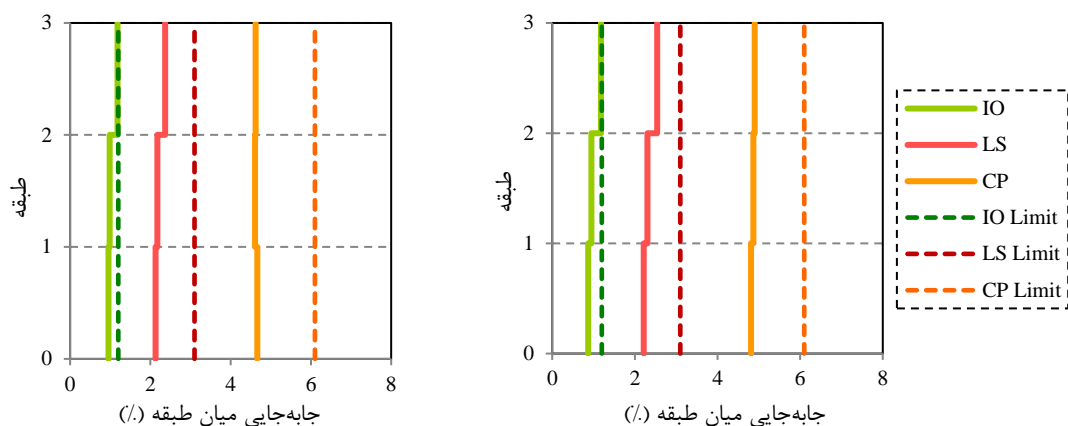 3
2
1
0
0 2 4 6 8
طبقه
جابه‌جایی میان طبقه (٪)
3
2
1
0
0 2 4 6 8
طبقه
جابه‌جایی میان طبقه (٪)
IO
LS
CP
IO Limit
LS Limit
CP Limit